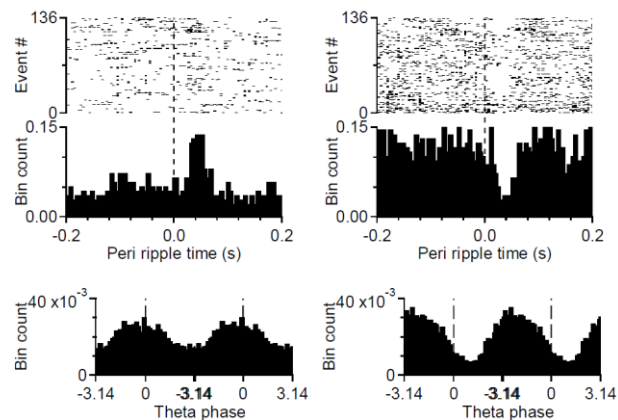 136
Event #
0
0.15
Bin count
0.00
-0.2 0.0 0.2
Peri ripple time (s)
136
Event #
0
0.15
Bin count
0.00
-0.2 0.0 0.2
Peri ripple time (s)
40 x10-3
Bin count
0
-3.14 0 -3.14 0 3.14
Theta phase
40 x10-3
Bin count
0
-3.14 0 -3.14 0 3.14
Theta phase